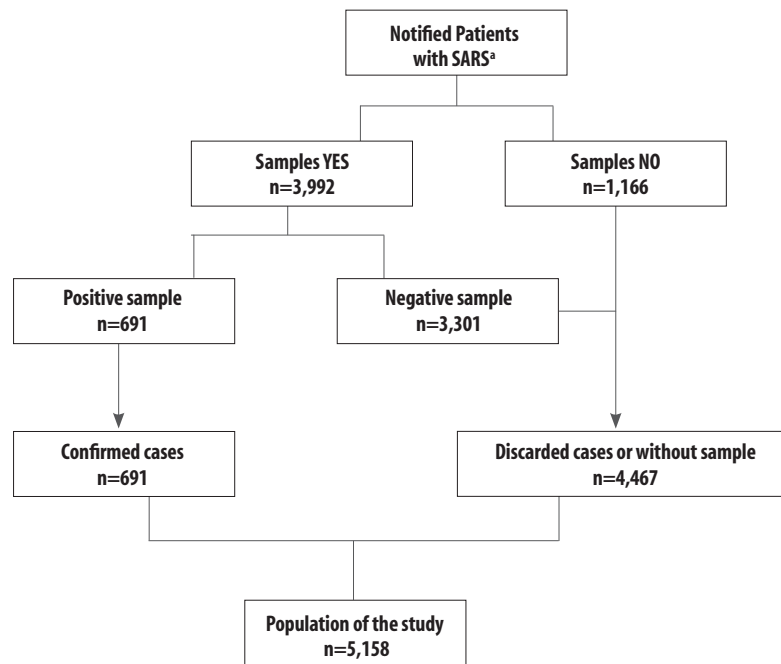 Notified Patients
with SARSª
Samples YES
n=3,992
Samples NO
n=1,166
Positive sample
n=691
Negative sample
n=3,301
Confirmed cases
n=691
Discarded cases or without sample
n=4,467
Population of the study
n=5,158